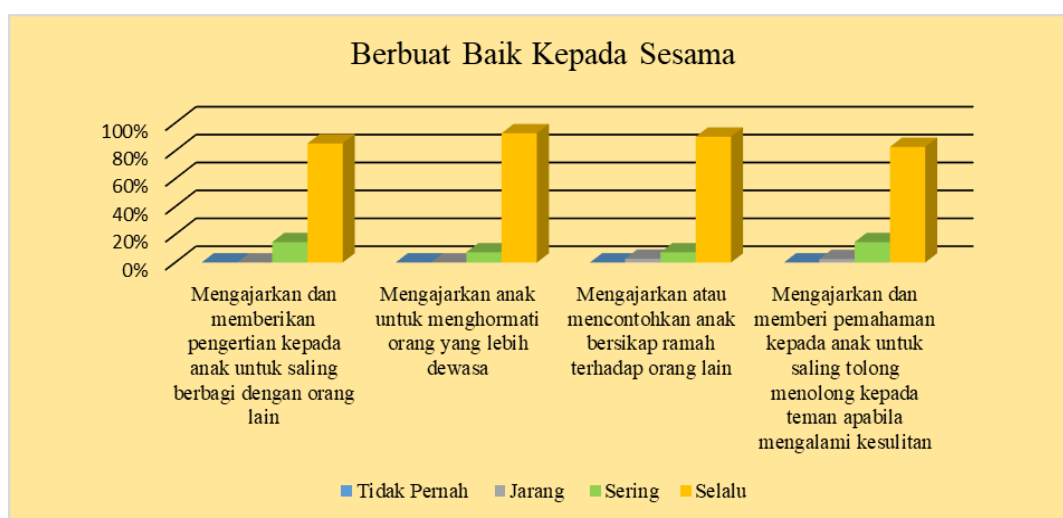 Berbuat Baik Kepada Sesama
100%
80%
60%
40%
20%
0%
Mengajarkan dan
memberikan
pengertian kepada
anak untuk saling
berbagi dengan orang
lain
Mengajarkan anak
untuk menghormati
orang yang lebih
dewasa
Mengajarkan atau
mencontohkan anak
bersikap ramah
terhadap orang lain
Mengajarkan dan
memberi pemahaman
kepada anak untuk
saling tolong
menolong kepada
teman apabila
mengalami kesulitan
Tidak Pernah Jarang Sering Selalu